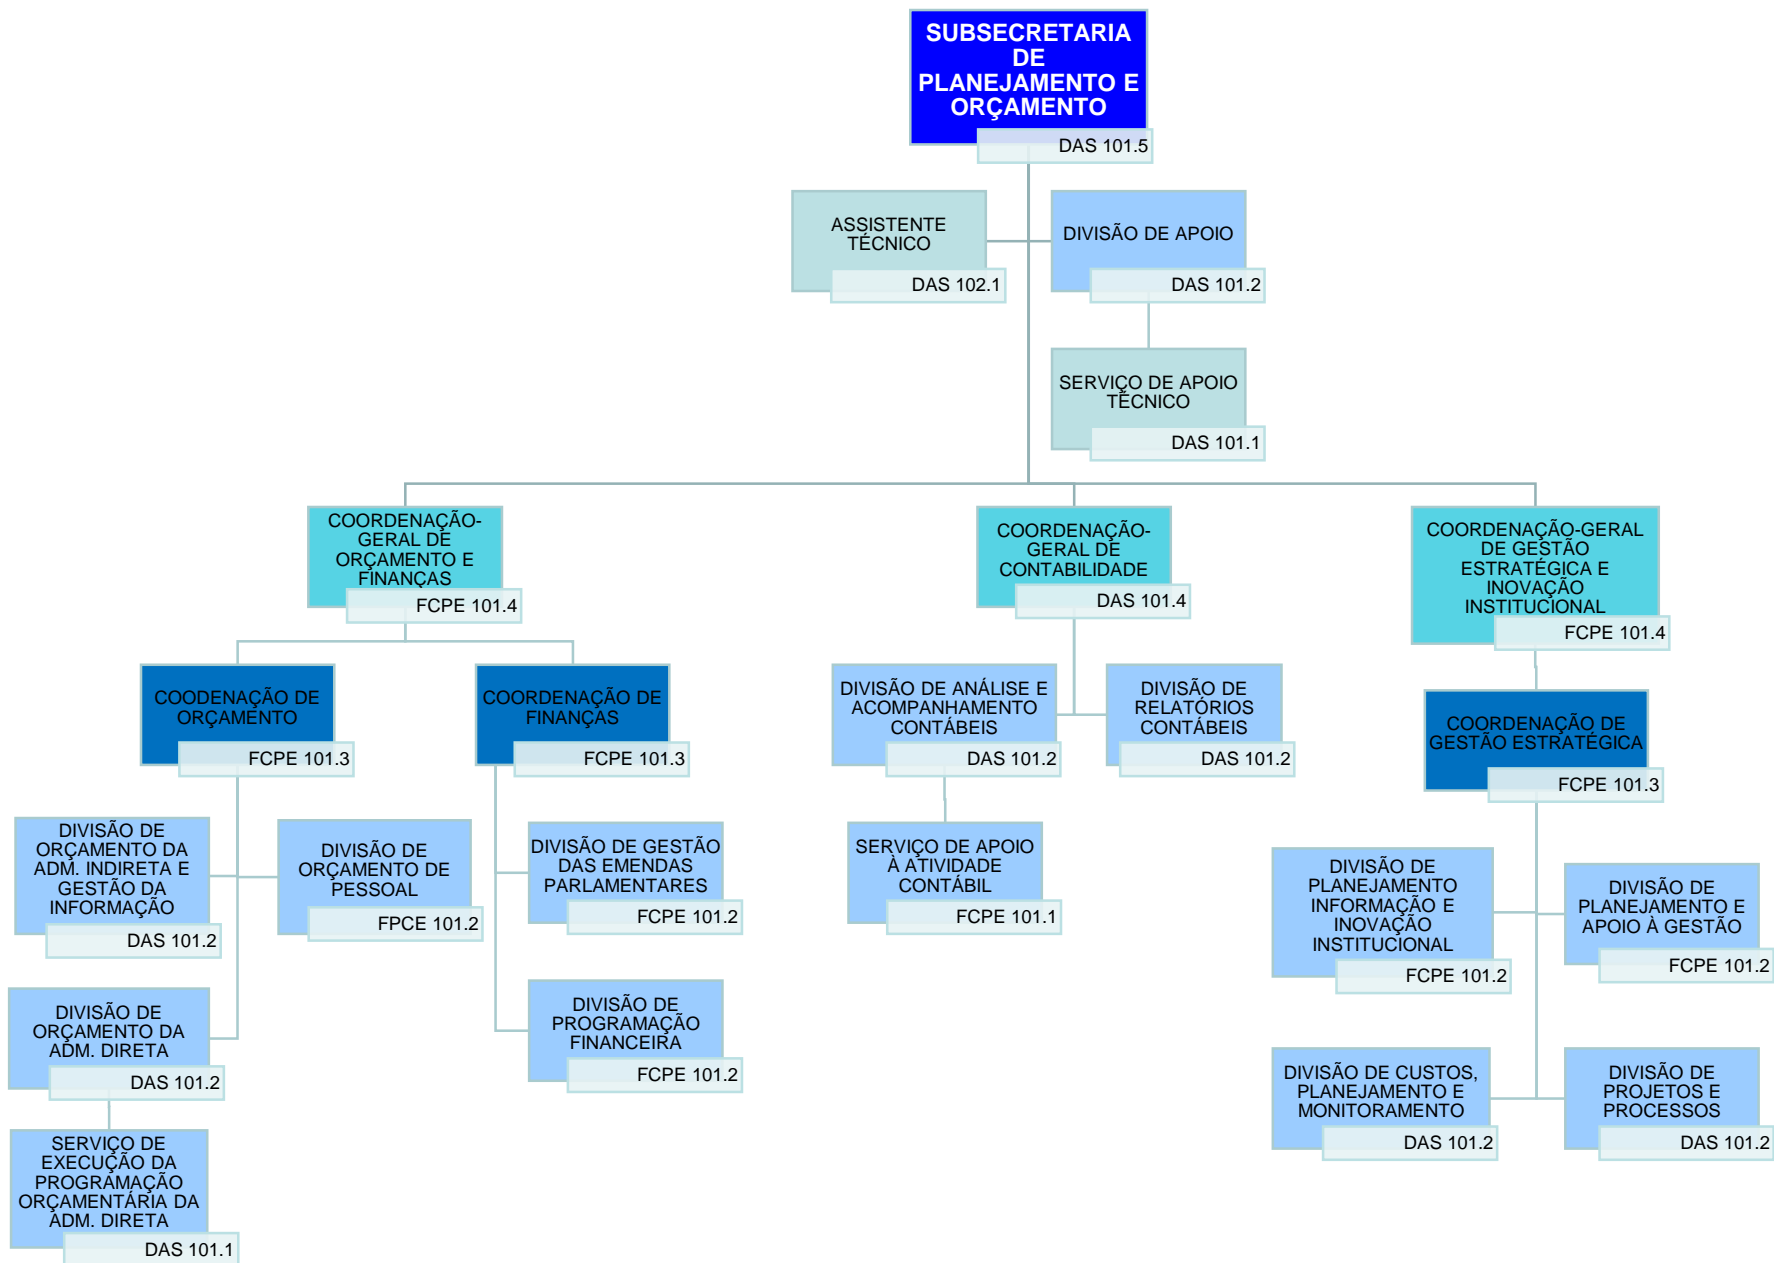 SUBSECRETARIA
DE
PLANEJAMENTO E
ORÇAMENTO
DAS 101.5
ASSISTENTE
TÉCNICO
DAS 102.1
DIVISÃO DE APOIO
DAS 101.2
SERVIÇO DE APOIO
TÉCNICO
DAS 101.1
COORDENAÇÃO-
GERAL DE
ORÇAMENTO E
FINANÇAS
FCPE 101.4
COODENAÇÃO DE
ORÇAMENTO
FCPE 101.3
DIVISÃO DE
ORÇAMENTO DA
ADM. INDIRETA E
GESTÃO DA
INFORMAÇÃO
DAS 101.2
DIVISÃO DE
ORÇAMENTO DE
PESSOAL
FPCE 101.2
DIVISÃO DE
ORÇAMENTO DA
ADM. DIRETA
DAS 101.2
SERVIÇO DE
EXECUÇÃO DA
PROGRAMAÇÃO
ORÇAMENTÁRIA DA
ADM. DIRETA
DAS 101.1
COORDENAÇÃO DE
FINANÇAS
FCPE 101.3
DIVISÃO DE GESTÃO
DAS EMENDAS
PARLAMENTARES
FCPE 101.2
DIVISÃO DE
PROGRAMAÇÃO
FINANCEIRA
FCPE 101.2
COORDENAÇÃO-
GERAL DE
CONTABILIDADE
DAS 101.4
DIVISÃO DE ANÁLISE E
ACOMPANHAMENTO
CONTÁBEIS
DAS 101.2
DIVISÃO DE
RELATÓRIOS
CONTÁBEIS
DAS 101.2
SERVIÇO DE APOIO
À ATIVIDADE
CONTÁBIL
FCPE 101.1
COORDENAÇÃO-GERAL
DE GESTÃO
ESTRATÉGICA E
INOVAÇÃO
INSTITUCIONAL
FCPE 101.4
COORDENAÇÃO DE
GESTÃO ESTRATÉGICA
FCPE 101.3
DIVISÃO DE
PLANEJAMENTO
INFORMAÇÃO E
INOVAÇÃO
INSTITUCIONAL
FCPE 101.2
DIVISÃO DE
PLANEJAMENTO E
APOIO À GESTÃO
FCPE 101.2
DIVISÃO DE CUSTOS,
PLANEJAMENTO E
MONITORAMENTO
DAS 101.2
DIVISÃO DE
PROJETOS E
PROCESSOS
DAS 101.2